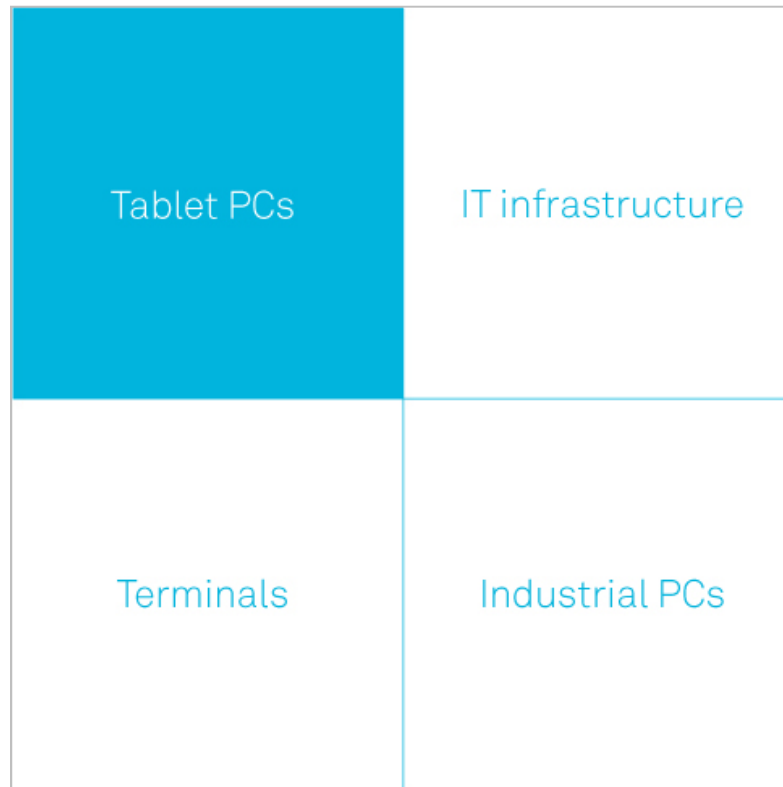 Tablet PCs
IT infrastructure
Terminals
Industrial PCs